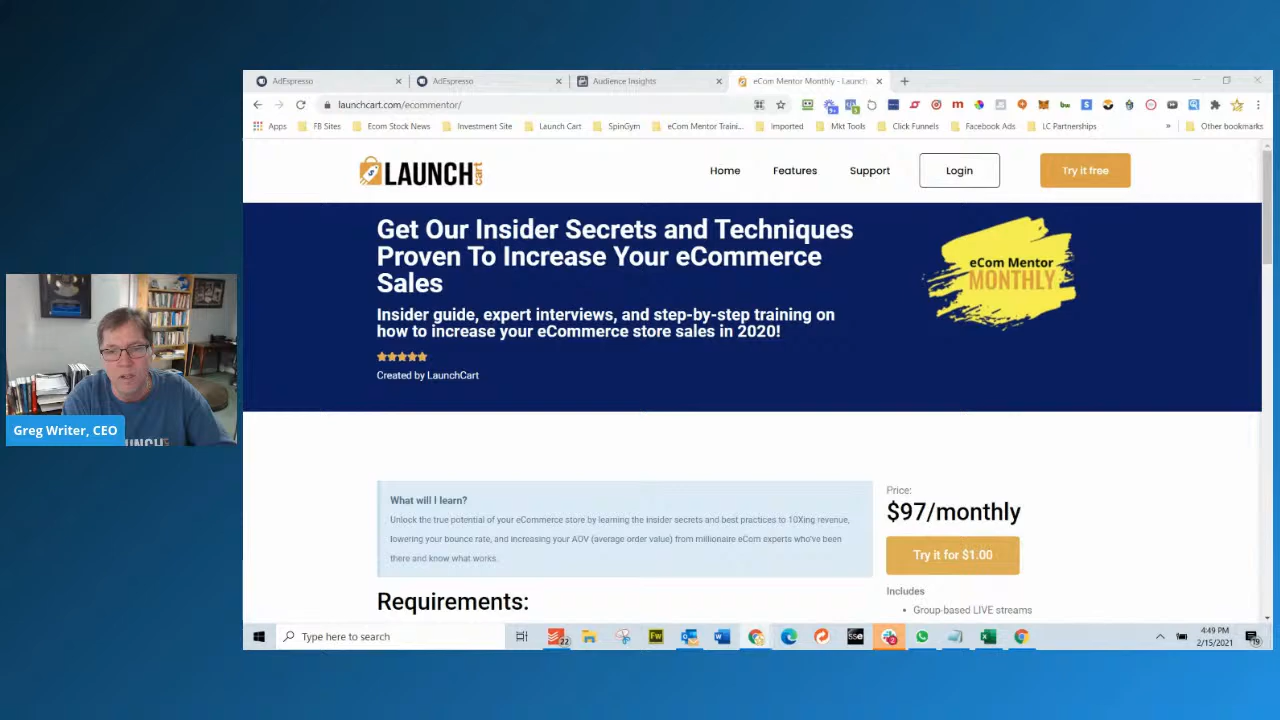 AdEspresso
AdEspresso
Audience Insights
eCom Mentor Monthly - Launch
launchcart.com/ecommentor/
Apps
FB Sites
Ecom Stock News
Investment Site
Launch Cart
SpinGym
eCom Mentor Traini...
Imported
Mkt Tools
Click Funnels
Facebook Ads
LC Partnerships
»
Other bookmarks
LAUNCH cart
Home
Features
Support
Login
Try it free
Get Our Insider Secrets and Techniques
Proven To Increase Your eCommerce
Sales
Insider guide, expert interviews, and step-by-step training on
how to increase your eCommerce store sales in 2020!
Created by LaunchCart
eCom Mentor
MONTHLY
Greg Writer, CEO
What will I learn?
Unlock the true potential of your eCommerce store by learning the insider secrets and best practices to 10Xing revenue,
lowering your bounce rate, and increasing your AOV (average order value) from millionaire eCom experts who've been
there and know what works.
Requirements:
Price:
$97/monthly
Try it for $1.00
Includes
• Group-based LIVE streams
Type here to search
22
Fw
SSE
4:49 PM
2/15/2021
19